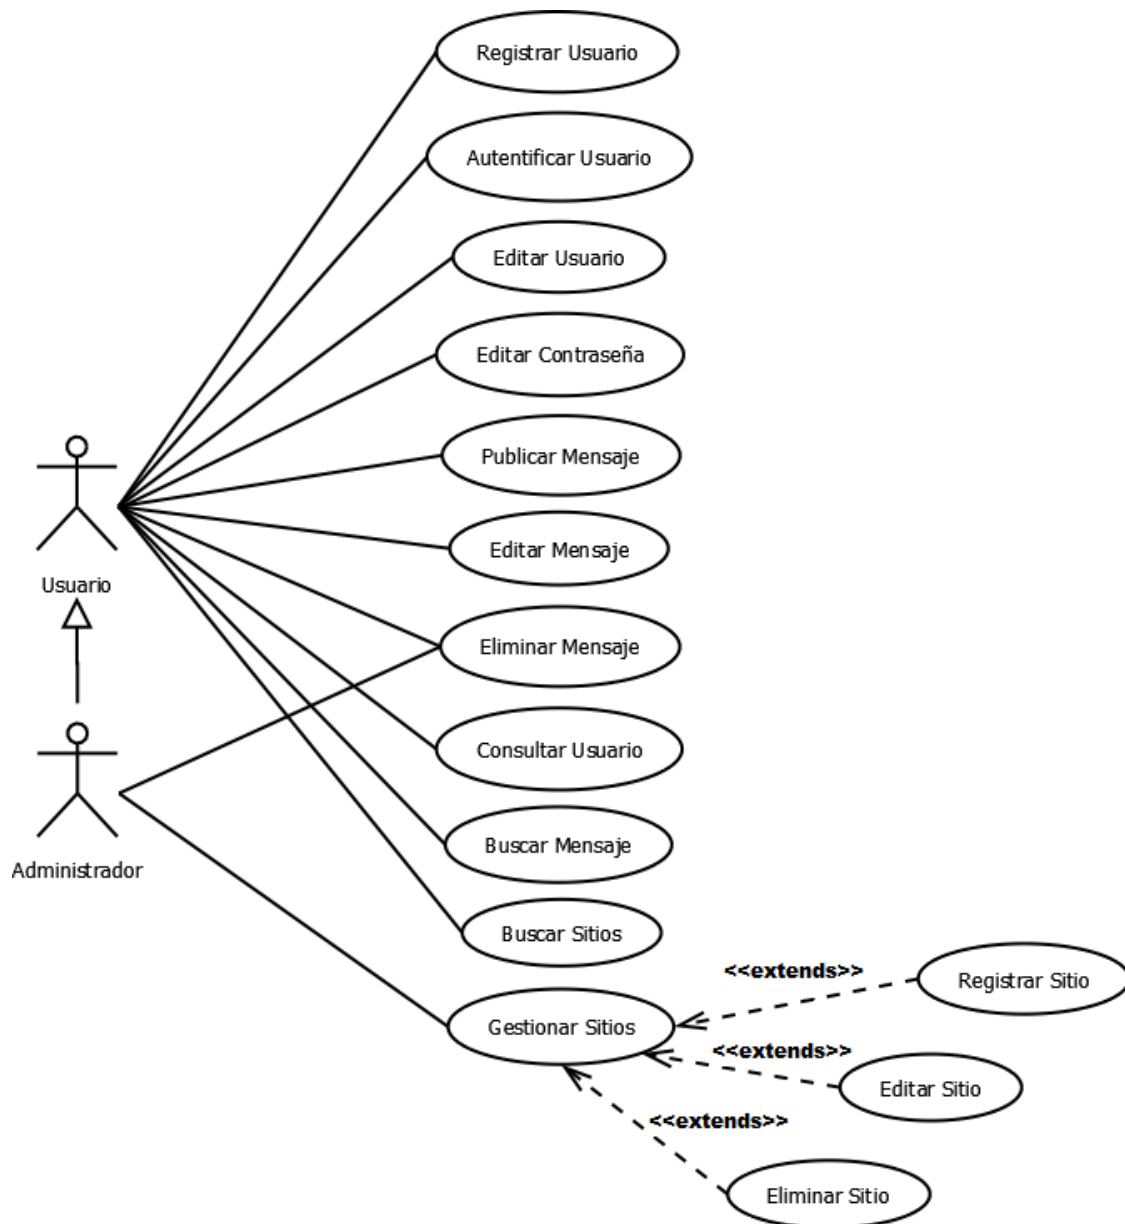 Registrar Usuario
Autentificar Usuario
Editar Usuario
Editar Contraseña
Publicar Mensaje
Editar Mensaje
Usuario
Eliminar Mensaje
Consultar Usuario
Buscar Mensaje
Administrador
Buscar Sitios
<<extends>>
Registrar Sitio
Gestionar Sitios
<<extends>>
Editar Sitio
<<extends>>
Eliminar Sitio